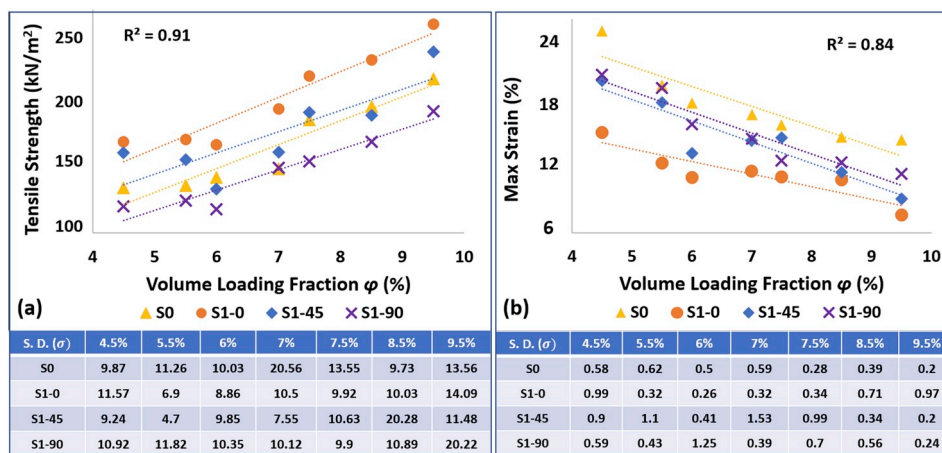 Tensile Strength (kN/m²)
250
200
150
100
R² = 0.91
4 5 6 7 8 9 10
Volume Loading Fraction φ (%)
(a)
S0 S1-0 S1-45 S1-90
S. D. (σ) 4.5% 5.5% 6% 7% 7.5% 8.5% 9.5%
S0 9.87 11.26 10.03 20.56 13.55 9.73 13.56
S1-0 11.57 6.9 8.86 10.5 9.92 10.03 14.09
S1-45 9.24 4.7 9.85 7.55 10.63 20.28 11.48
S1-90 10.92 11.82 10.35 10.12 9.9 10.89 20.22
Max Strain (%)
24
18
12
6
R² = 0.84
4 5 6 7 8 9 10
Volume Loading Fraction φ (%)
(b)
S0 S1-0 S1-45 S1-90
S. D. (σ) 4.5% 5.5% 6% 7% 7.5% 8.5% 9.5%
S0 0.58 0.62 0.5 0.59 0.28 0.39 0.2
S1-0 0.99 0.32 0.26 0.32 0.34 0.71 0.97
S1-45 0.9 1.1 0.41 1.53 0.99 0.34 0.2
S1-90 0.59 0.43 1.25 0.39 0.7 0.56 0.24